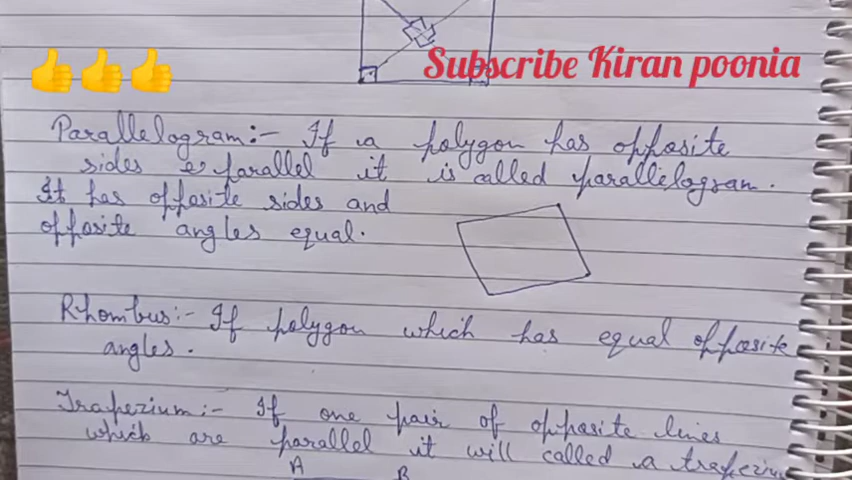 Subscribe Kiran poonia
Parallelogram:- If a polygon has opposite
sides parallel it is called parallelogram.
It has opposite sides and
opposite angles equal.
Rhombus:- If polygon which has equal opposite
angles.
Trapezium:- If one pair of opposite lines
which are parallel it will called a trapezium
A B